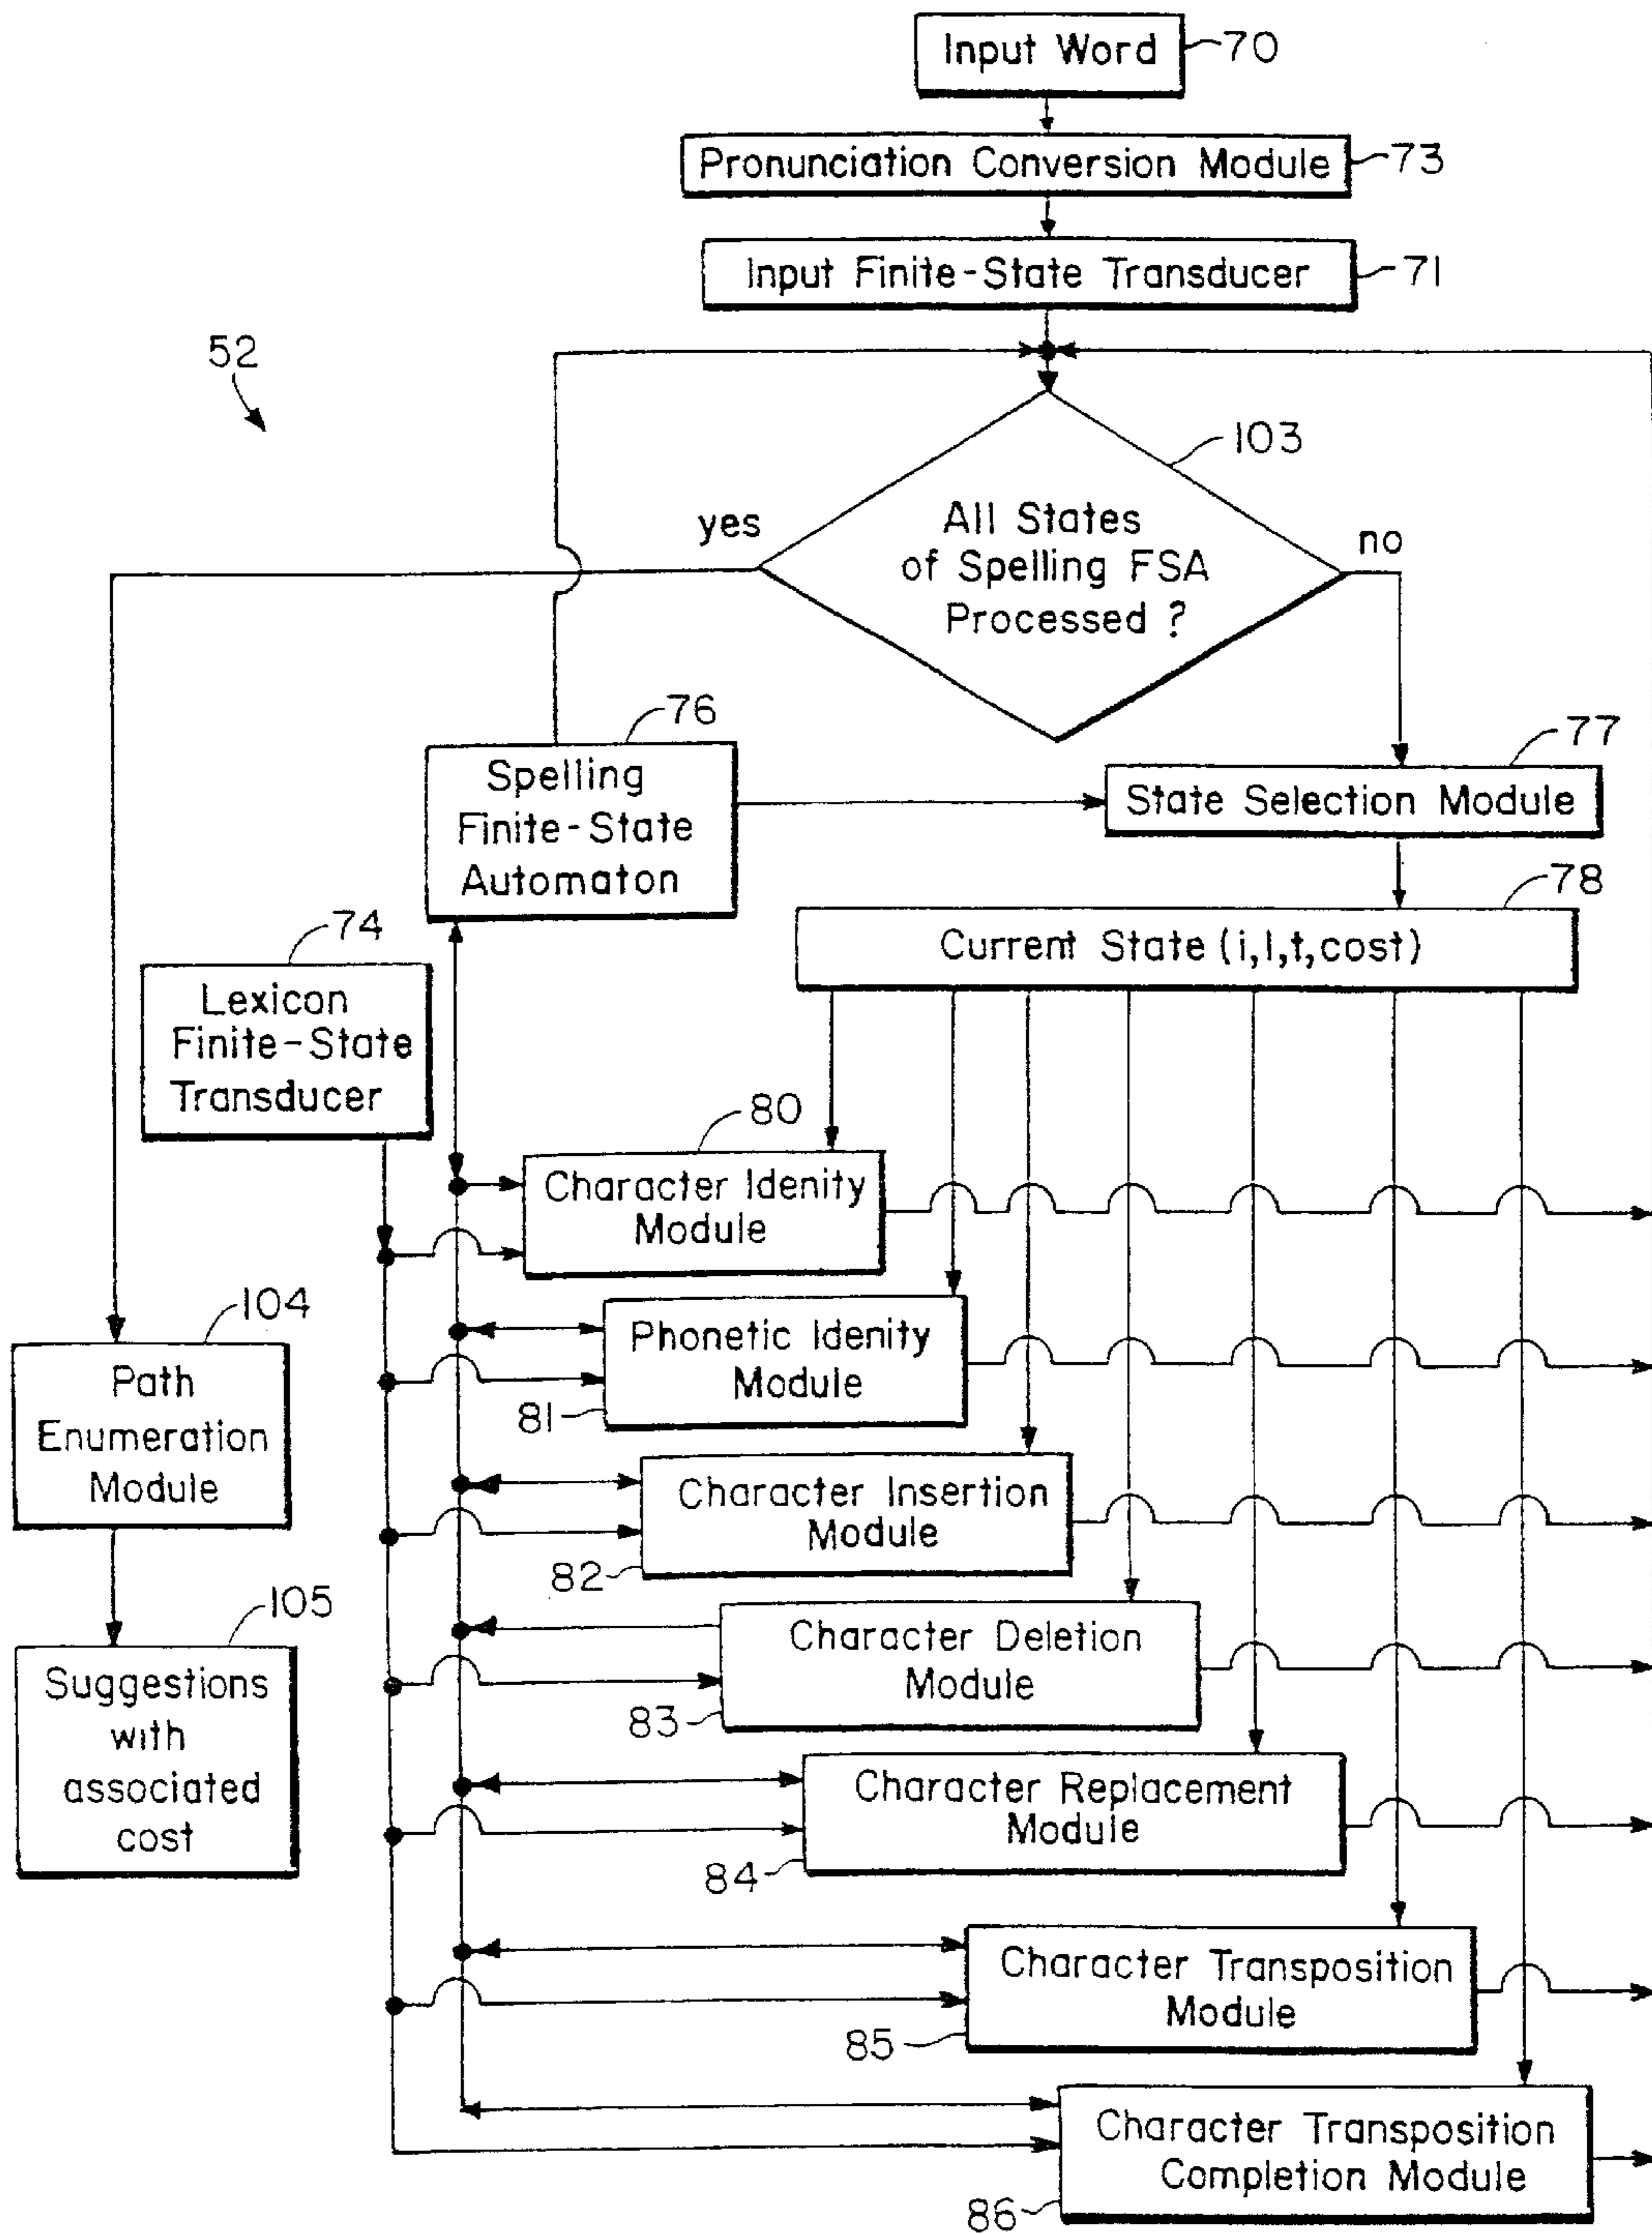 Input Word
70
Pronunciation Conversion Module
73
Input Finite-State Transducer
71
52
103
yes
All States
of Spelling FSA
Processed ?
no
76
Spelling
Finite-State
Automaton
77
State Selection Module
78
Current State (i,l,t,cost)
74
Lexicon
Finite-State
Transducer
80
Character Idenity
Module
104
Path
Enumeration
Module
Phonetic Idenity
Module
81
Character Insertion
Module
82
105
Suggestions
with
associated
cost
Character Deletion
Module
83
Character Replacement
Module
84
Character Transposition
Module
85
Character Transposition
Completion Module
86